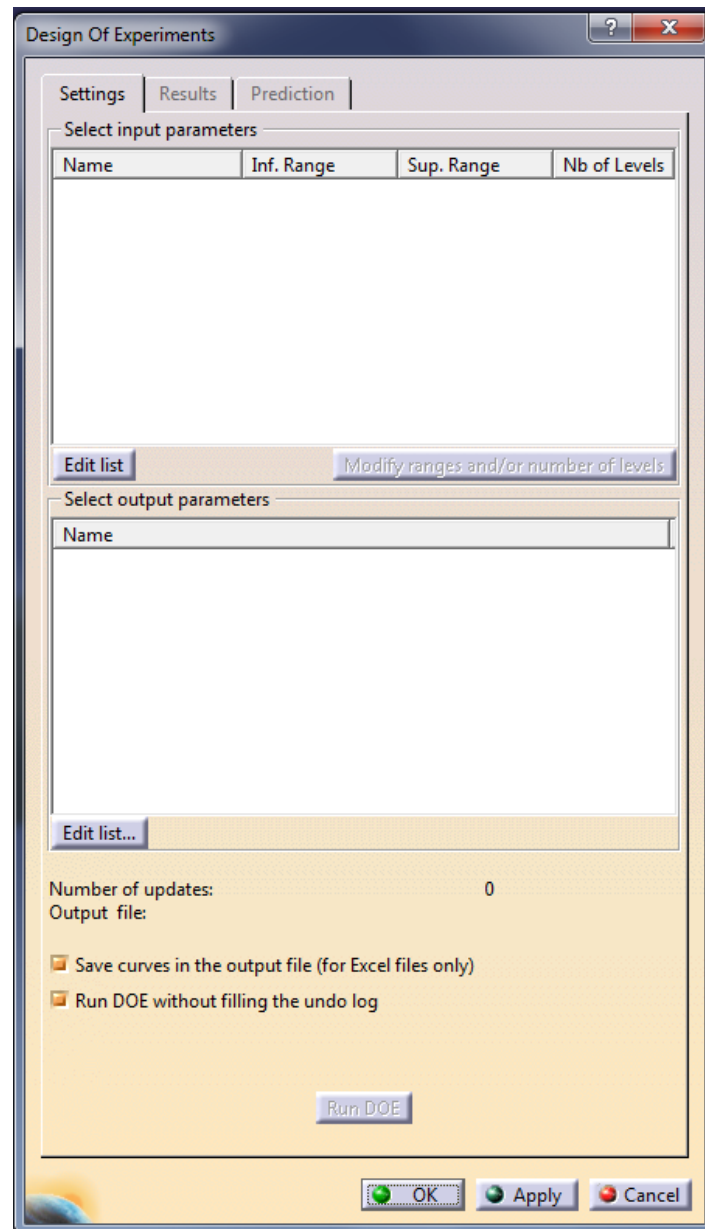 Design Of Experiments
?
Settings Results Prediction
Select input parameters
Name Inf. Range Sup. Range Nb of Levels
Edit list Modify ranges and/or number of levels
Select output parameters
Name
Edit list...
Number of updates: 0
Output file:
Save curves in the output file (for Excel files only)
Run DOE without filling the undo log
Run DOE
OK Apply Cancel